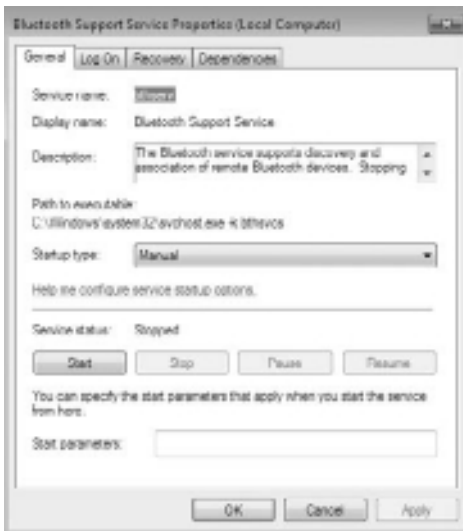 Bluetooth Support Service Properties (Local Computer)
General Log On Recovery Dependencies
Service name: bthserv
Display name: Bluetooth Support Service
Description: The Bluetooth service supports discovery and
association of remote Bluetooth devices. Stopping
Path to executable:
C:\Windows\system32\svchost.exe -k bthsvcs
Startup type: Manual
Help me configure service startup options.
Service status: Stopped
Start Stop Pause Resume
You can specify the start parameters that apply when you start the service
from here.
Start parameters:
OK Cancel Apply